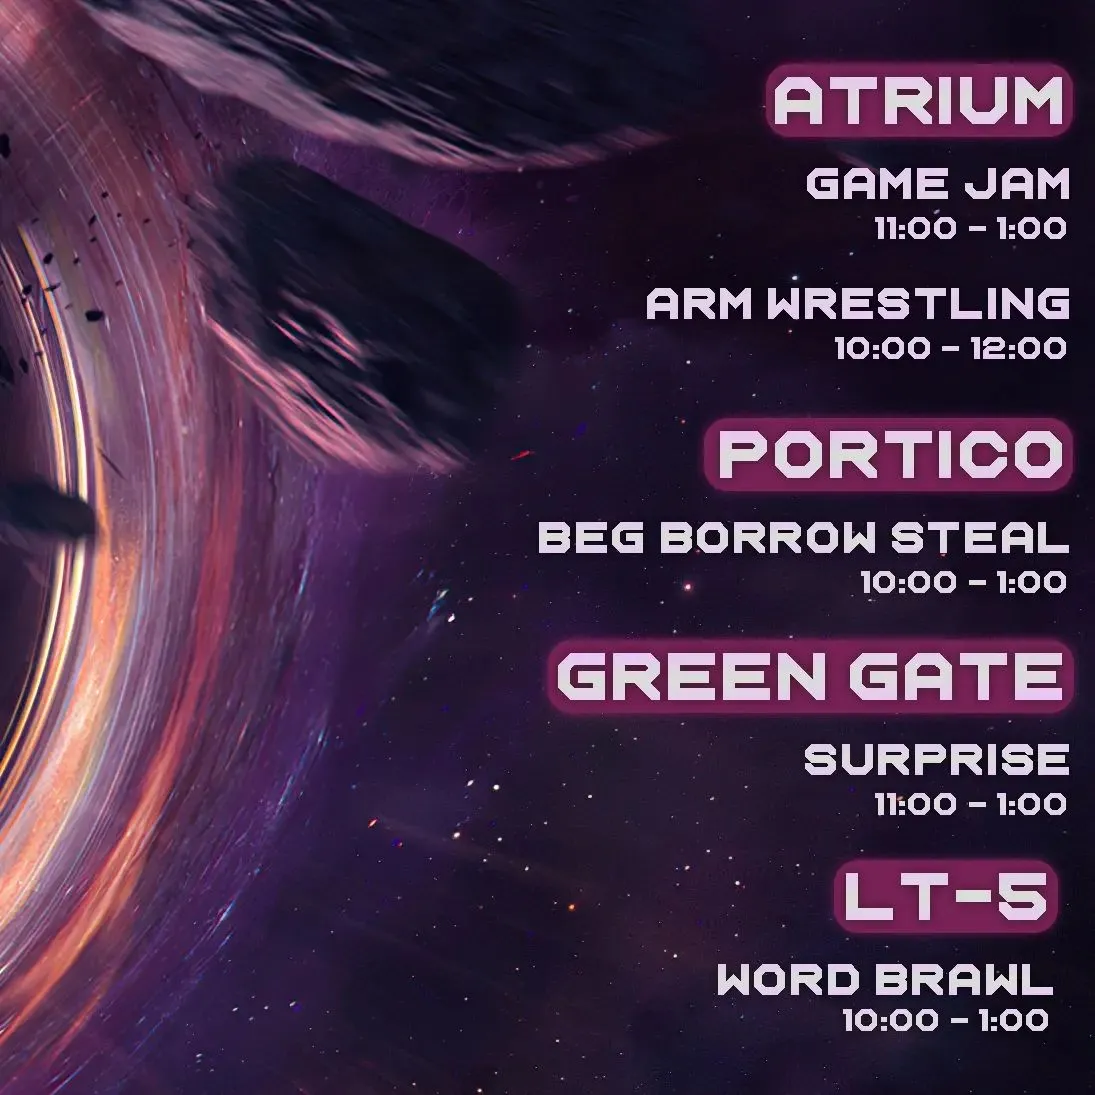 ATRIUM
GAME JAM
11:00 - 1:00
ARM WRESTLING
10:00 - 12:00
PORTICO
BEG BORROW STEAL
10:00 - 1:00
GREEN GATE
SURPRISE
11:00 - 1:00
LT-5
WORD BRAWL
10:00 - 1:00